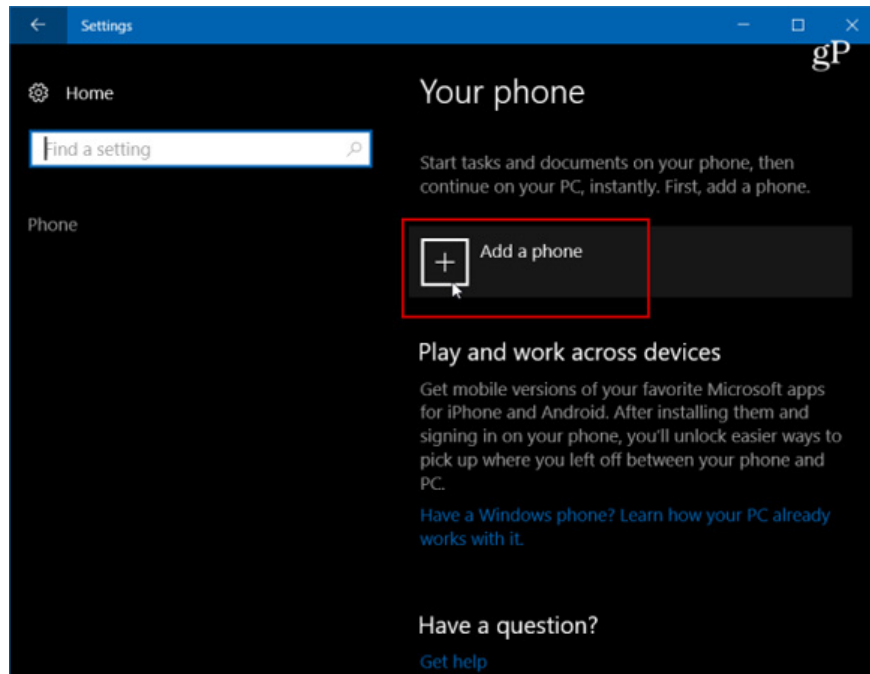 Settings
gP
Home
Find a setting
Phone
Your phone
Start tasks and documents on your phone, then
continue on your PC, instantly. First, add a phone.
Add a phone
Play and work across devices
Get mobile versions of your favorite Microsoft apps
for iPhone and Android. After installing them and
signing in on your phone, you'll unlock easier ways to
pick up where you left off between your phone and
PC.
Have a Windows phone? Learn how your PC already
works with it.
Have a question?
Get help